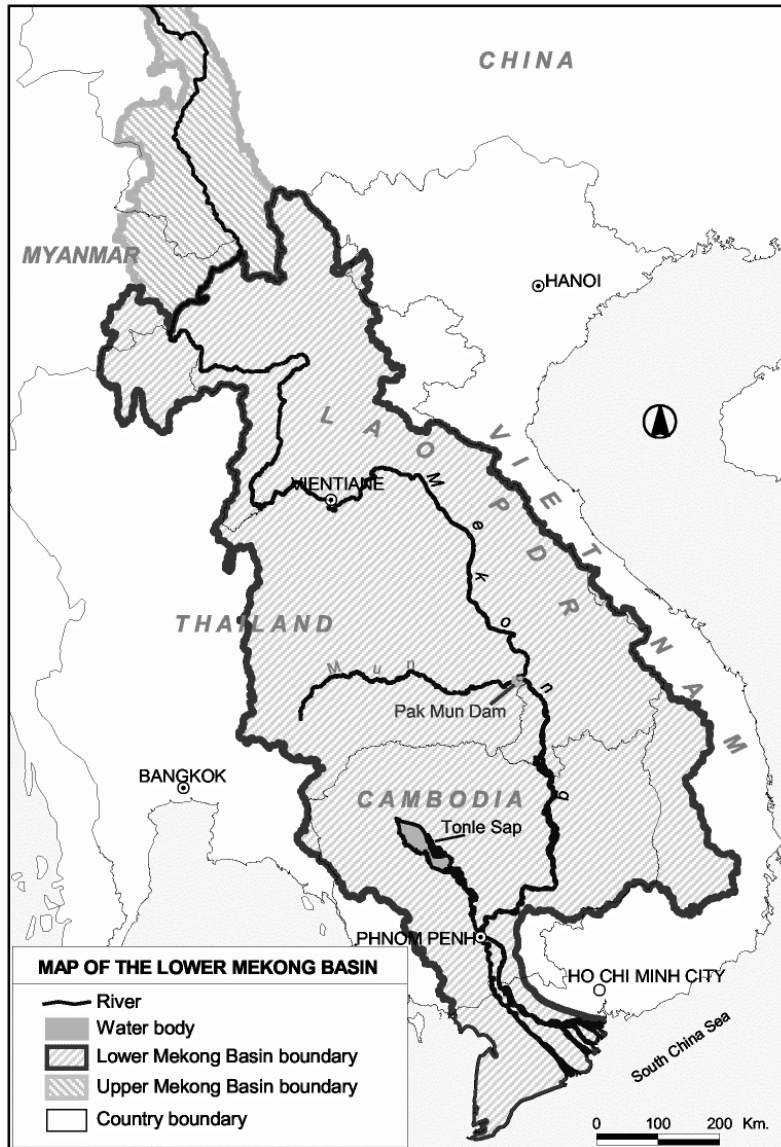 CHINA
MYANMAR
HANOI
LAO PDR
VIET NAM
VIENTIANE
Mekong
THAILAND
Mun
Pak Mun Dam
BANGKOK
CAMBODIA
Tonle Sap
PHNOM PENH
HO CHI MINH CITY
South China Sea
MAP OF THE LOWER MEKONG BASIN
River
Water body
Lower Mekong Basin boundary
Upper Mekong Basin boundary
Country boundary
0 100 200 Km.